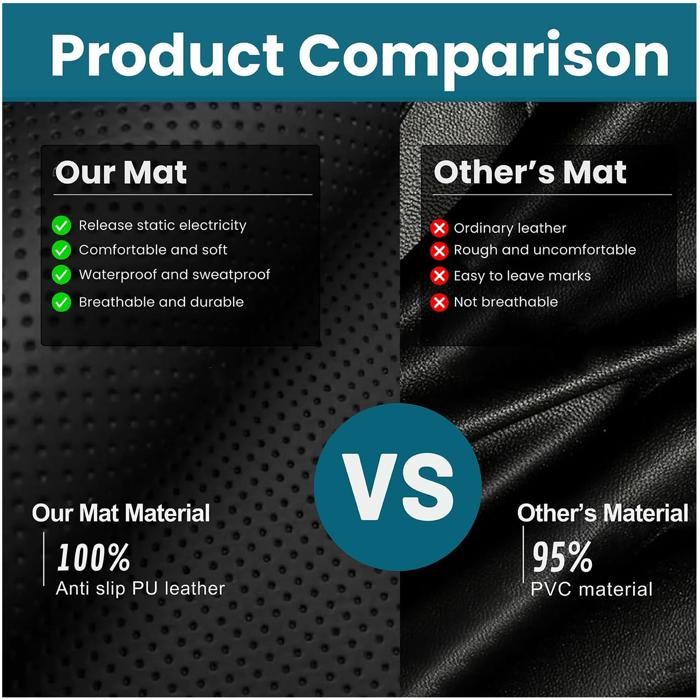 Product Comparison
Our Mat
Release static electricity
Comfortable and soft
Waterproof and sweatproof
Breathable and durable
Other's Mat
Ordinary leather
Rough and uncomfortable
Easy to leave marks
Not breathable
VS
Our Mat Material
100%
Anti slip PU leather
Other's Material
95%
PVC material